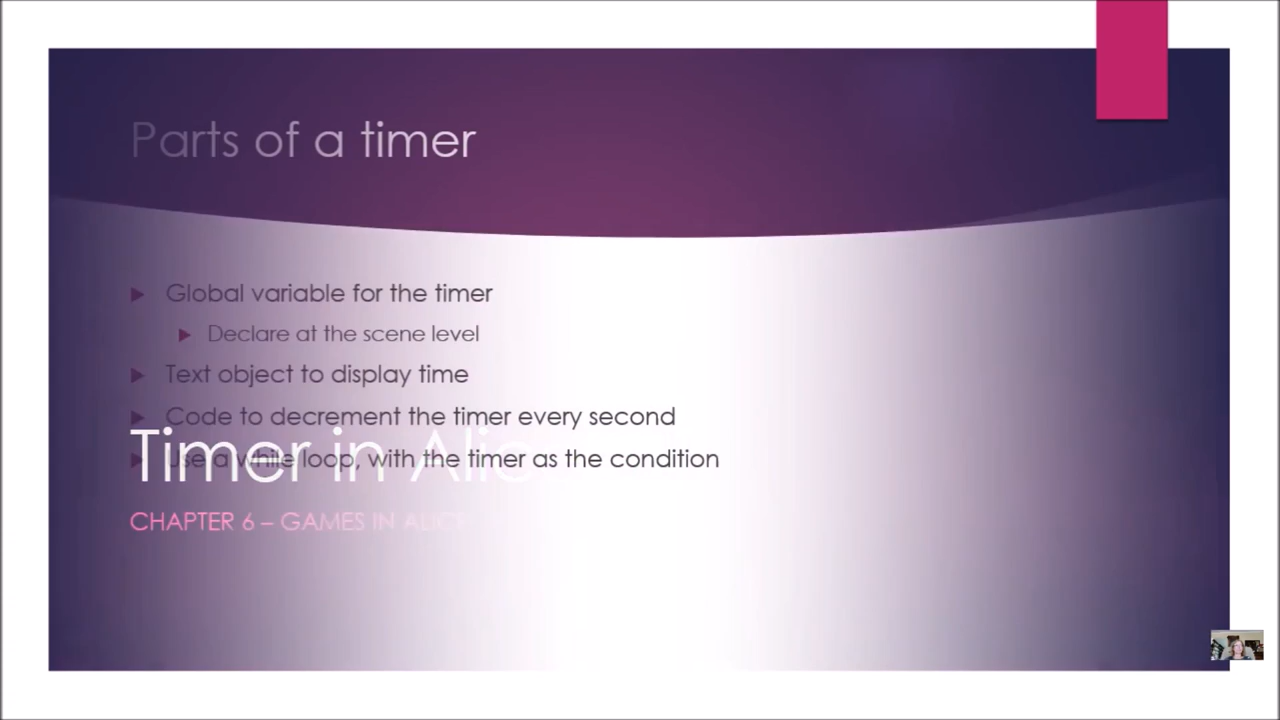 Parts of a timer
Global variable for the timer
Declare at the scene level
Text object to display time
Code to decrement the timer every second
Use a while loop, with the timer as the condition
Timer in Alice
CHAPTER 6 – GAMES IN ALICE